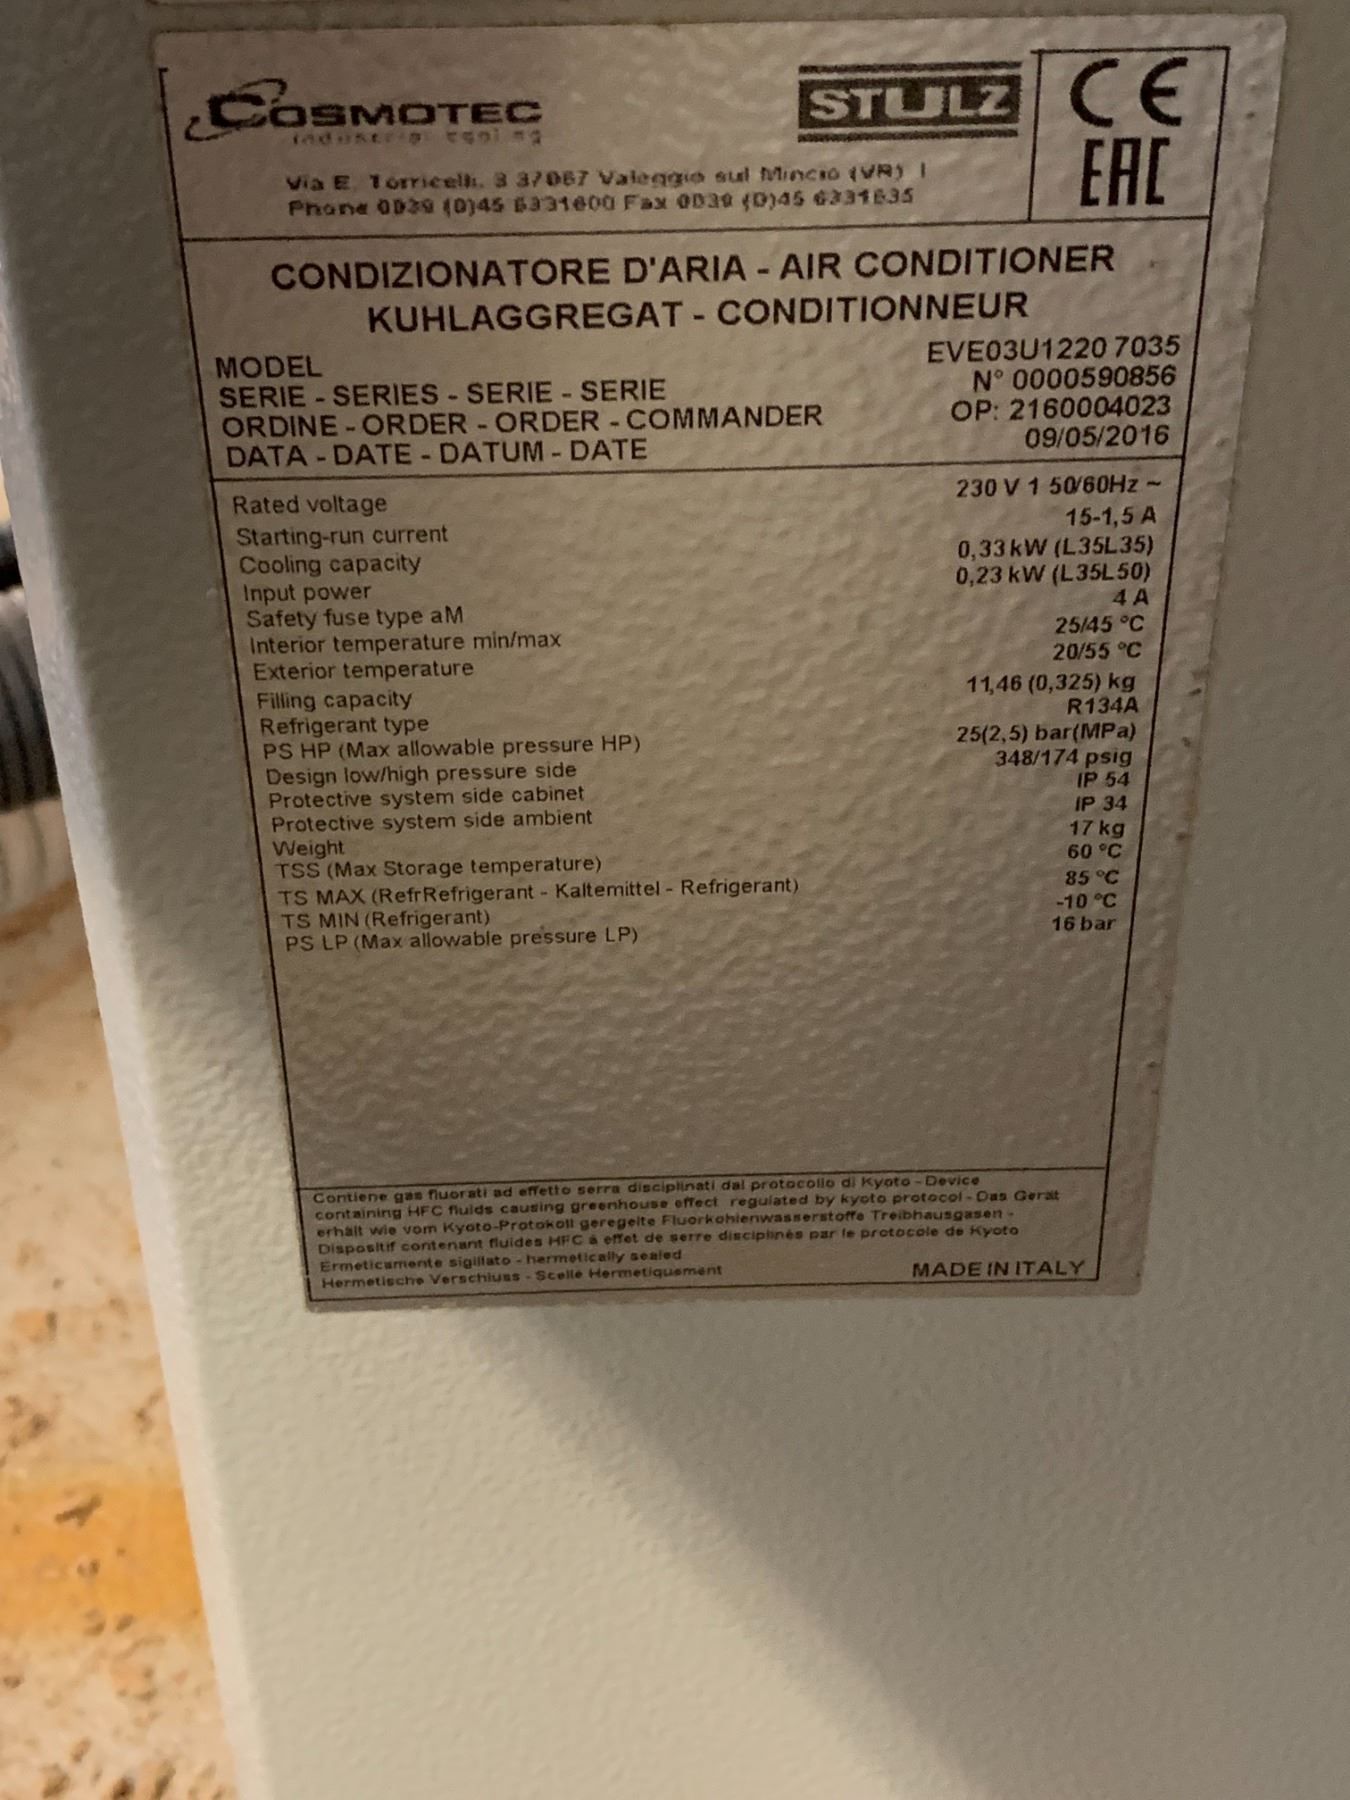 COSMOTEC
industrial cooling
STULZ
CE
EAC
Via E. Torricelli, 3 37067 Valeggio sul Mincio (VR) I
Phone 0039 (0)45 6331600 Fax 0039 (0)45 6331635
CONDIZIONATORE D'ARIA - AIR CONDITIONER
KUHLAGGREGAT - CONDITIONNEUR
MODEL EVE03U1220 7035
SERIE - SERIES - SERIE - SERIE N° 0000590856
ORDINE - ORDER - ORDER - COMMANDER OP: 2160004023
DATA - DATE - DATUM - DATE 09/05/2016
Rated voltage 230 V 1 50/60Hz ~
Starting-run current 15-1,5 A
Cooling capacity 0,33 kW (L35L35)
Input power 0,23 kW (L35L50)
Safety fuse type aM 4 A
Interior temperature min/max 25/45 °C
Exterior temperature 20/55 °C
Filling capacity 11,46 (0,325) kg
Refrigerant type R134A
PS HP (Max allowable pressure HP) 25(2,5) bar(MPa)
Design low/high pressure side 348/174 psig
Protective system side cabinet IP 54
Protective system side ambient IP 34
Weight 17 kg
TSS (Max Storage temperature) 60 °C
TS MAX (RefrRefrigerant - Kaltemittel - Refrigerant) 85 °C
TS MIN (Refrigerant) -10 °C
PS LP (Max allowable pressure LP) 16 bar
Contiene gas fluorati ad effetto serra disciplinati dal protocollo di Kyoto - Device
containing HFC fluids causing greenhouse effect regulated by kyoto protocol - Das Gerät
erhält wie vom Kyoto-Protokoll geregelte Fluorkohlenwasserstoffe Treibhausgasen -
Dispositif contenant fluides HFC à effet de serre disciplinés par le protocole de Kyoto
Ermeticamente sigillato - hermetically sealed
Hermetische Verschluss - Scellé Hermetiquement
MADE IN ITALY